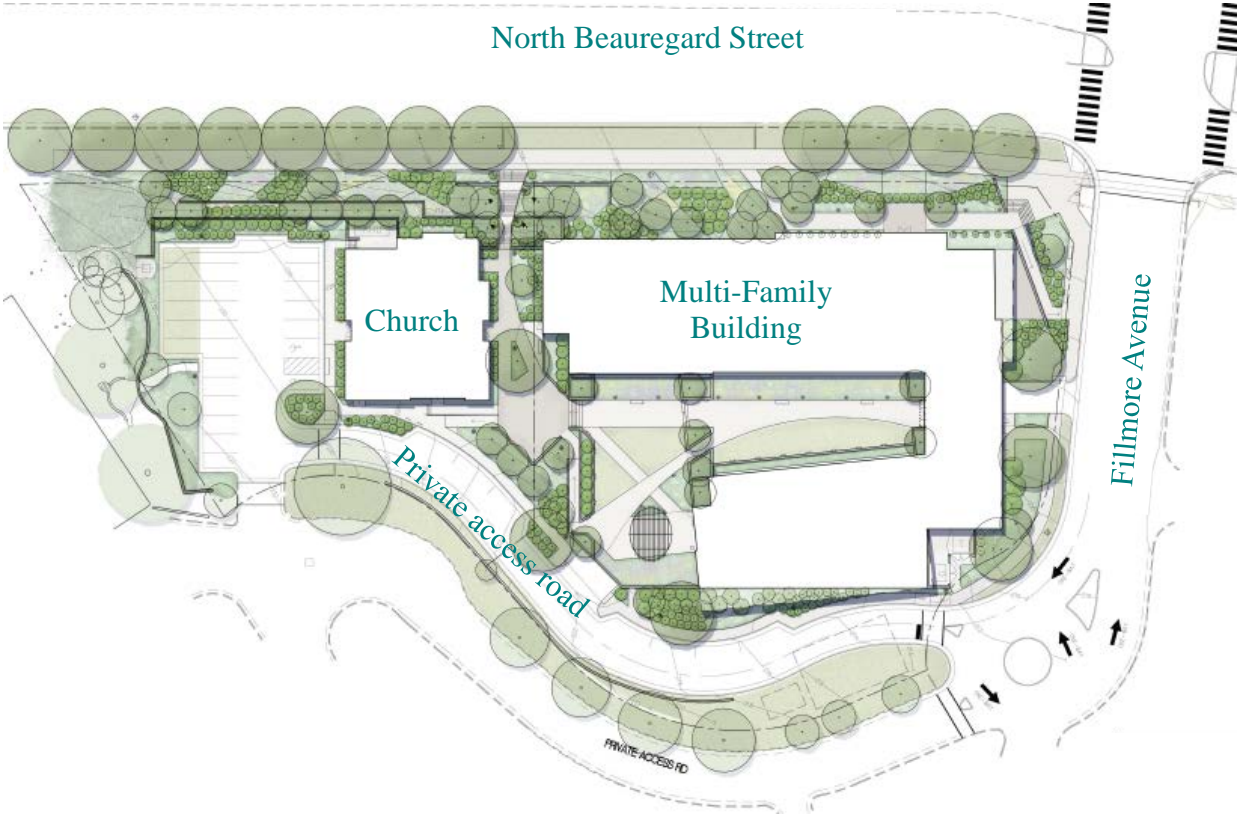 North Beauregard Street
Multi-Family
Building
Church
Fillmore Avenue
Private access road
PRIVATE ACCESS RD